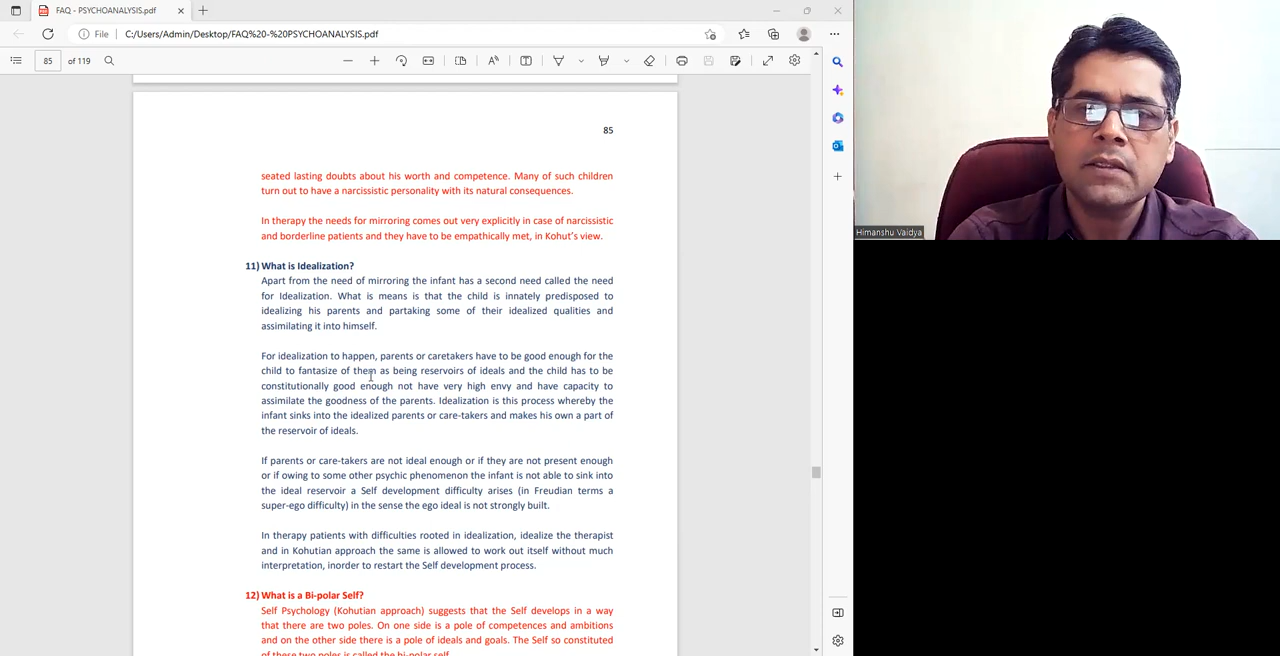 FAQ - PSYCHOANALYSIS.pdf
File
C:/Users/Admin/Desktop/FAQ%20-%20PSYCHOANALYSIS.pdf
85 of 119
85
seated lasting doubts about his worth and competence. Many of such children
turn out to have a narcissistic personality with its natural consequences.
In therapy the needs for mirroring comes out very explicitly in case of narcissistic
and borderline patients and they have to be empathically met, in Kohut's view.
11) What is Idealization?
Apart from the need of mirroring the infant has a second need called the need
for Idealization. What is means is that the child is innately predisposed to
idealizing his parents and partaking some of their idealized qualities and
assimilating it into himself.
For idealization to happen, parents or caretakers have to be good enough for the
child to fantasize of them as being reservoirs of ideals and the child has to be
constitutionally good enough not have very high envy and have capacity to
assimilate the goodness of the parents. Idealization is this process whereby the
infant sinks into the idealized parents or care-takers and makes his own a part of
the reservoir of ideals.
If parents or care-takers are not ideal enough or if they are not present enough
or if owing to some other psychic phenomenon the infant is not able to sink into
the ideal reservoir a Self development difficulty arises (in Freudian terms a
super-ego difficulty) in the sense the ego ideal is not strongly built.
In therapy patients with difficulties rooted in idealization, idealize the therapist
and in Kohutian approach the same is allowed to work out itself without much
interpretation, inorder to restart the Self development process.
12) What is a Bi-polar Self?
Self Psychology (Kohutian approach) suggests that the Self develops in a way
that there are two poles. On one side is a pole of competences and ambitions
and on the other side there is a pole of ideals and goals. The Self so constituted
of these two poles is called the bi-polar self.
Himanshu Vaidya